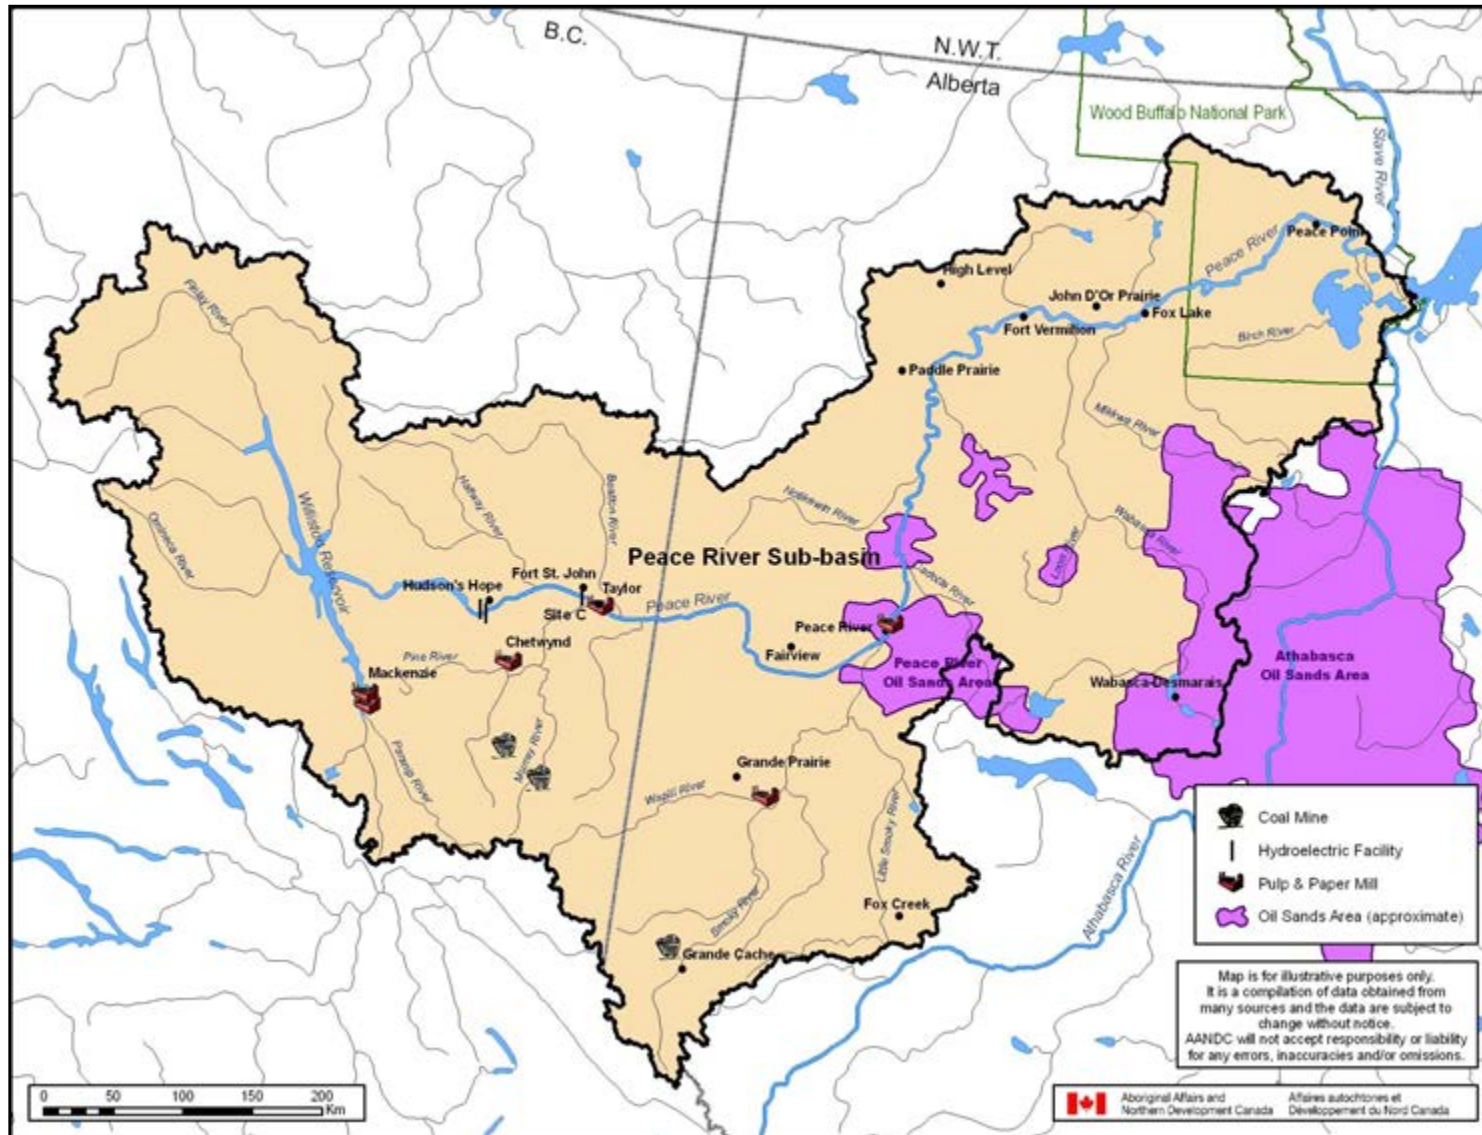 B.C.
N.W.T.
Alberta
Wood Buffalo National Park
Slave River
Peace Point
Peace River
High Level
John D'Or Prairie
Fox Lake
Fort Vermilion
Birch River
Finlay River
Paddle Prairie
Mikkwa River
Halfway River
Beatton River
Notikewin River
Wabasca River
Omineca River
Williston Reservoir
Loon River
Peace River Sub-basin
Cadotte River
Hudson's Hope
Fort St. John
Taylor
Site C
Peace River
Peace River
Fairview
Chetwynd
Pine River
Mackenzie
Peace River
Oil Sands Area
Wabasca-Desmarais
Athabasca
Oil Sands Area
Parsnip River
Murray River
Grande Prairie
Wapiti River
Little Smoky River
Smoky River
Fox Creek
Grande Cache
Athabasca River
Coal Mine
Hydroelectric Facility
Pulp & Paper Mill
Oil Sands Area (approximate)
Map is for illustrative purposes only.
It is a compilation of data obtained from
many sources and the data are subject to
change without notice.
AANDC will not accept responsibility or liability
for any errors, inaccuracies and/or omissions.
0 50 100 150 200
Km
Aboriginal Affairs and
Northern Development Canada
Affaires autochtones et
Développement du Nord Canada